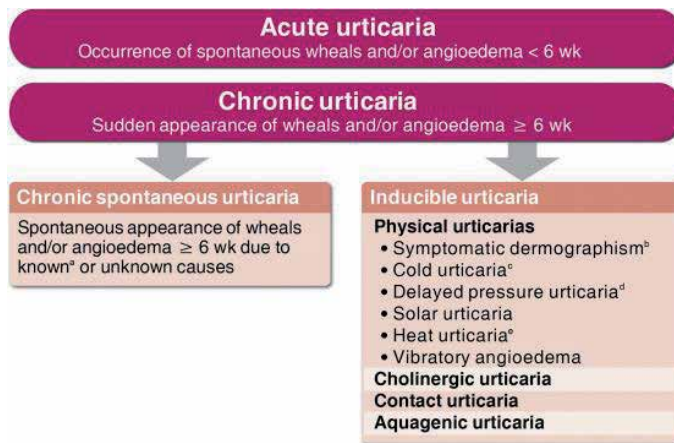 Acute urticaria
Occurrence of spontaneous wheals and/or angioedema < 6 wk
Chronic urticaria
Sudden appearance of wheals and/or angioedema ≥ 6 wk
Chronic spontaneous urticaria
Spontaneous appearance of wheals
and/or angioedema ≥ 6 wk due to
knownᵃ or unknown causes
Inducible urticaria
Physical urticarias
• Symptomatic dermographismᵇ
• Cold urticariaᶜ
• Delayed pressure urticariaᵈ
• Solar urticaria
• Heat urticariaᵉ
• Vibratory angioedema
Cholinergic urticaria
Contact urticaria
Aquagenic urticaria